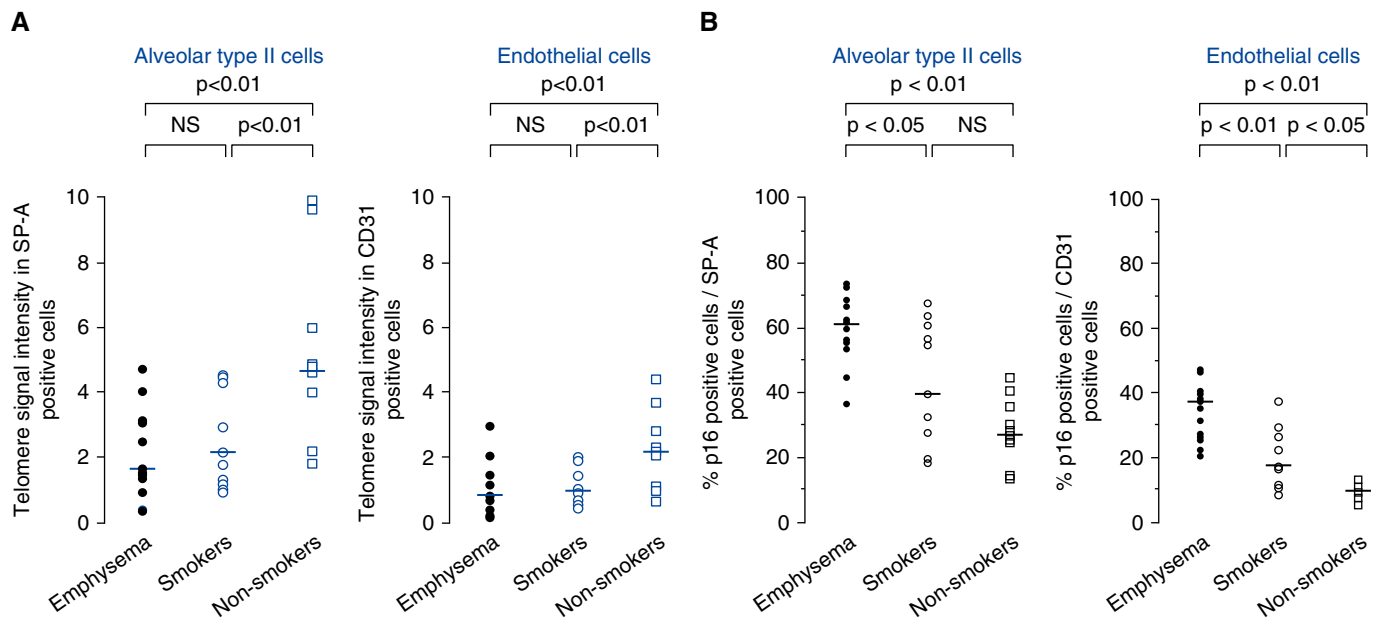 A
Alveolar type II cells
p<0.01
NS
p<0.01
Telomere signal intensity in SP-A
positive cells
10
8
6
4
2
0
Emphysema
Smokers
Non-smokers
Endothelial cells
p<0.01
NS
p<0.01
Telomere signal intensity in CD31
positive cells
10
8
6
4
2
0
Emphysema
Smokers
Non-smokers
B
Alveolar type II cells
p < 0.01
p < 0.05
NS
% p16 positive cells / SP-A
positive cells
100
80
60
40
20
0
Emphysema
Smokers
Non-smokers
Endothelial cells
p < 0.01
p < 0.01
p < 0.05
% p16 positive cells / CD31
positive cells
100
80
60
40
20
0
Emphysema
Smokers
Non-smokers